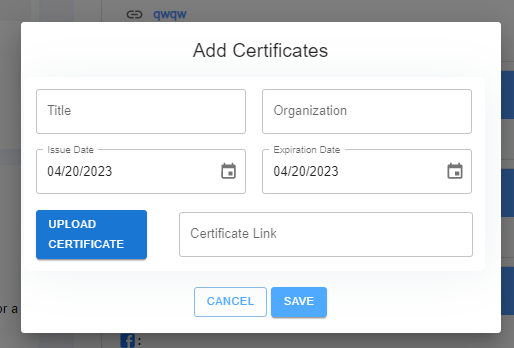 qwqw
Add Certificates
Title
Organization
Issue Date
Expiration Date
04/20/2023
04/20/2023
UPLOAD
CERTIFICATE
Certificate Link
CANCEL
SAVE
or a
: